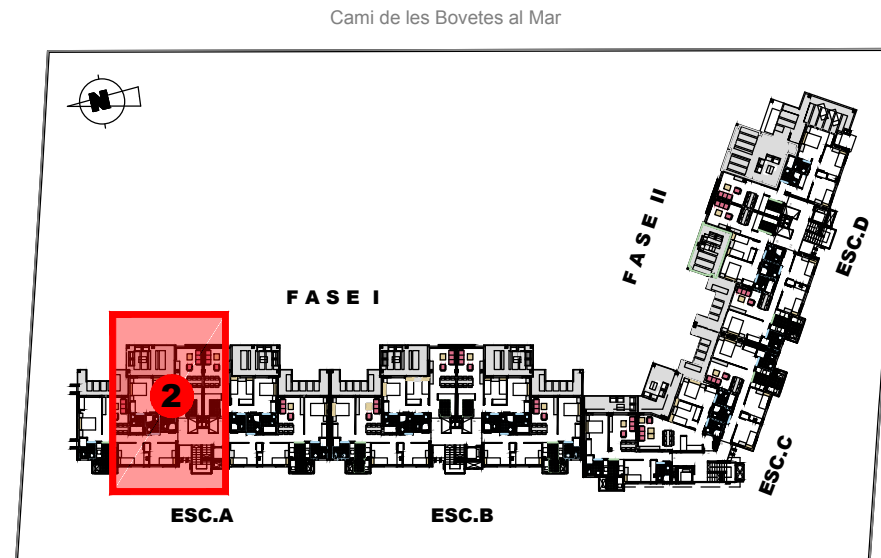 Cami de les Bovetes al Mar
N
FASE II
ESC.D
FASE I
2
ESC.C
ESC.A
ESC.B